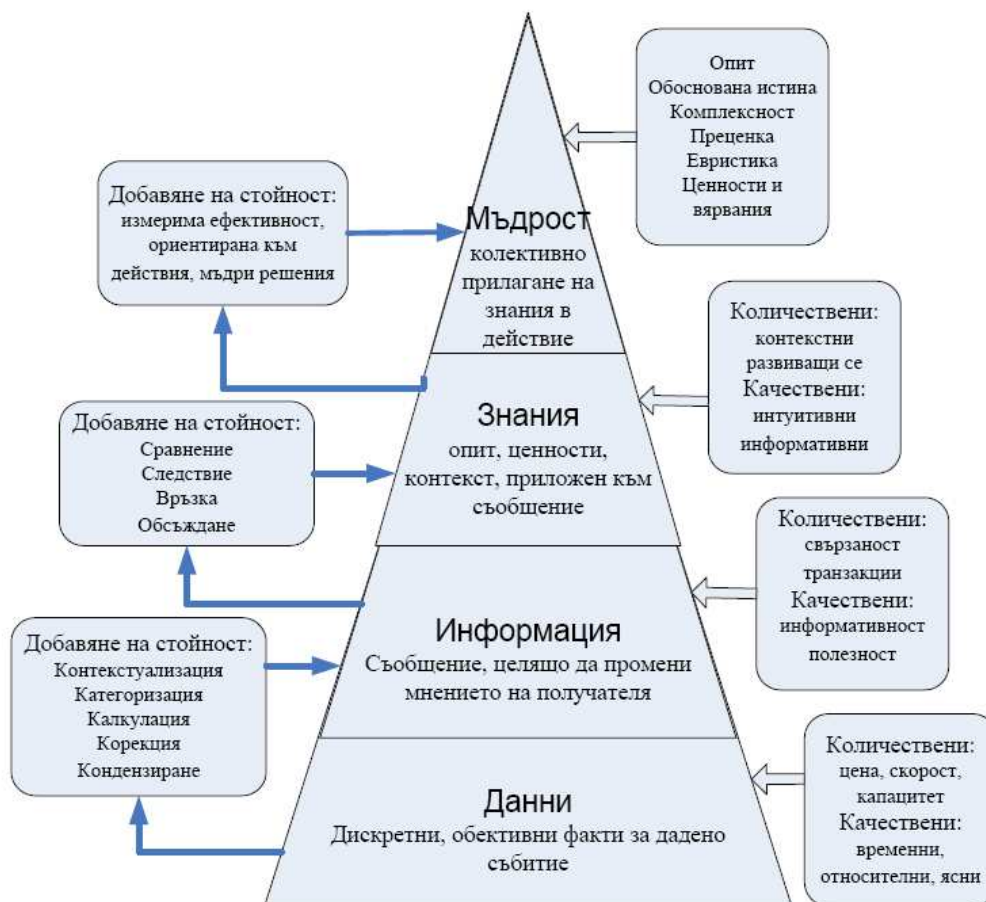 Опит
Обоснована истина
Комплексност
Преценка
Евристика
Ценности и
вярвания
Добавяне на стойност:
измерима ефективност,
ориентирана към
действия, мъдри решения
Мъдрост
колективно
прилагане на
знания в
действие
Количествени:
контекстни
развиващи се
Качествени:
интуитивни
информативни
Добавяне на стойност:
Сравнение
Следствие
Връзка
Обсъждане
Знания
опит, ценности,
контекст, приложен към
съобщение
Количествени:
свързаност
транзакции
Качествени:
информативност
полезност
Добавяне на стойност:
Контекстуализация
Категоризация
Калкулация
Корекция
Кондензиране
Информация
Съобщение, целящо да промени
мнението на получателя
Количествени:
цена, скорост,
капацитет
Качествени:
временни,
относителни, ясни
Данни
Дискретни, обективни факти за дадено
събитие